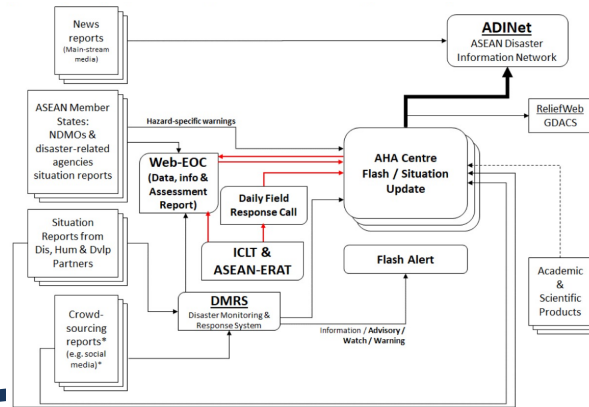 News
reports
(Main-stream
media)
ADINet
ASEAN Disaster
Information Network
ASEAN Member
States:
NDMOs &
disaster-related
agencies
situation reports
Hazard-specific warnings
ReliefWeb
GDACS
Web-EOC
(Data, info &
Assessment
Report)
AHA Centre
Flash / Situation
Update
Daily Field
Response Call
Situation
Reports from
Dis, Hum & Dvlp
Partners
ICLT &
ASEAN-ERAT
Flash Alert
Academic
&
Scientific
Products
DMRS
Disaster Monitoring &
Response System
Crowd-
sourcing
reports*
(e.g. social
media)*
Information / Advisory /
Watch / Warning